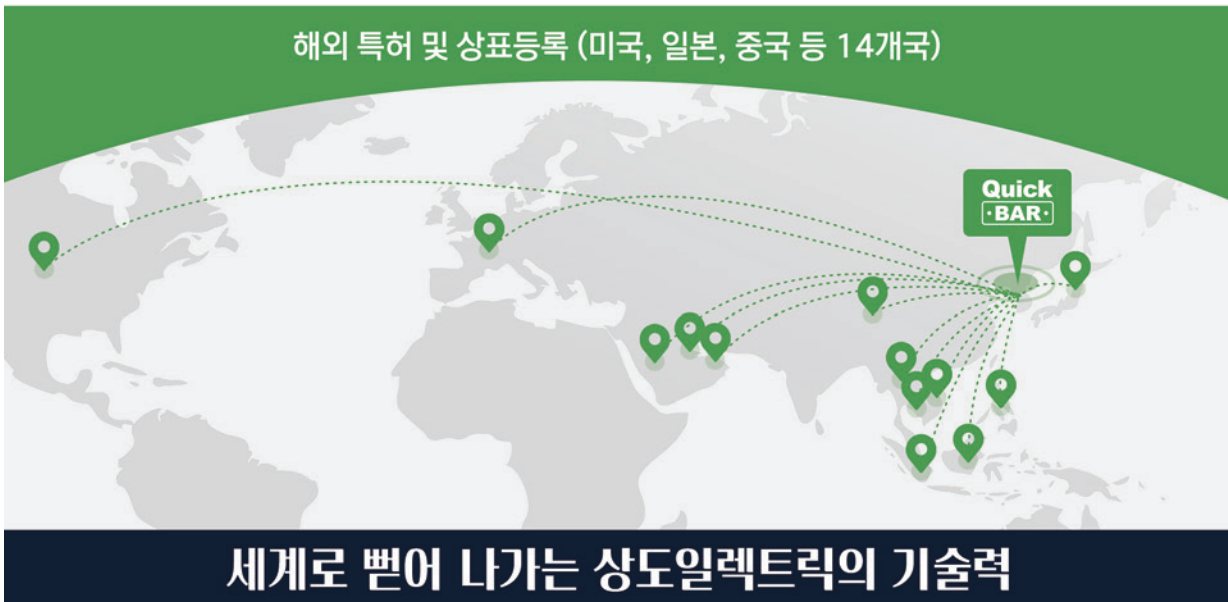 해외 특허 및 상표등록 (미국, 일본, 중국 등 14개국)
Quick
·BAR·
세계로 뻗어 나가는 상도일렉트릭의 기술력